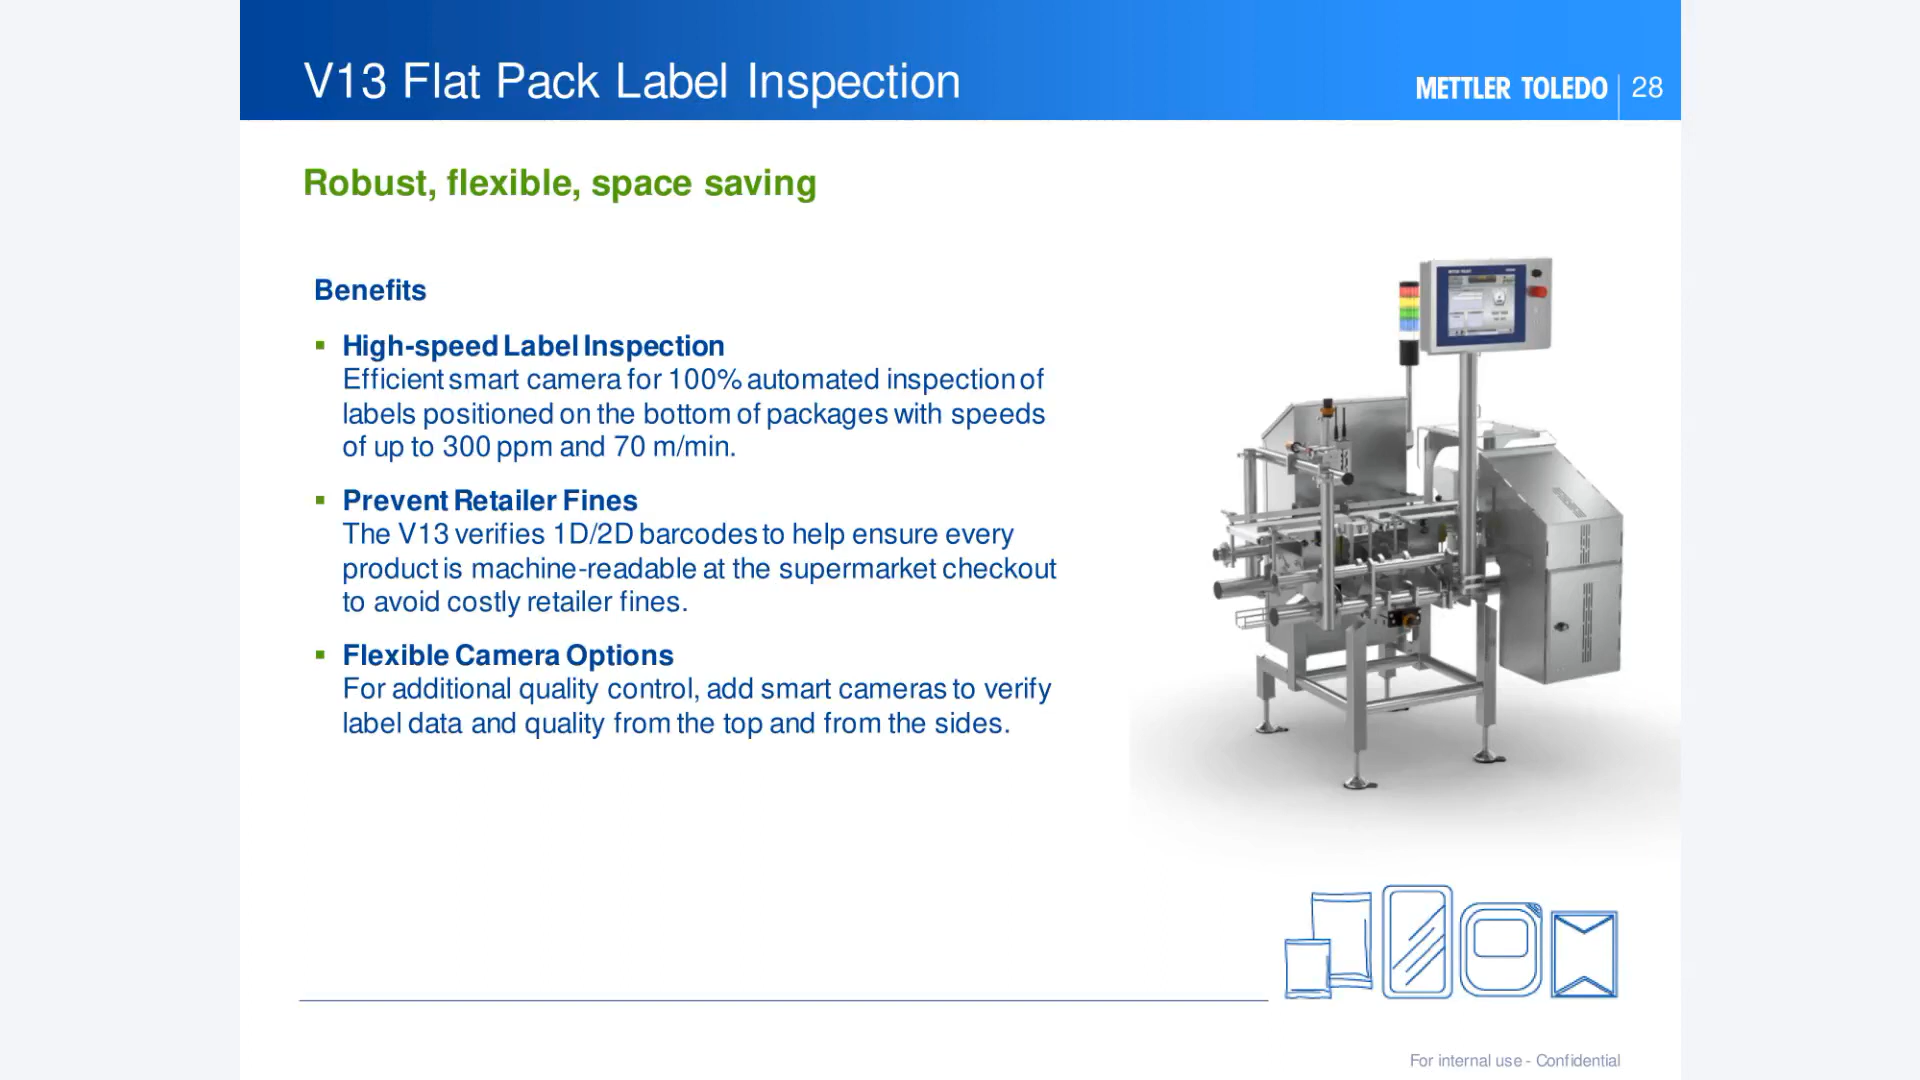 V13 Flat Pack Label Inspection
METTLER TOLEDO 28
Robust, flexible, space saving
Benefits
▪ High-speed Label Inspection
Efficient smart camera for 100% automated inspection of
labels positioned on the bottom of packages with speeds
of up to 300 ppm and 70 m/min.
▪ Prevent Retailer Fines
The V13 verifies 1D/2D barcodes to help ensure every
product is machine-readable at the supermarket checkout
to avoid costly retailer fines.
▪ Flexible Camera Options
For additional quality control, add smart cameras to verify
label data and quality from the top and from the sides.
For internal use - Confidential